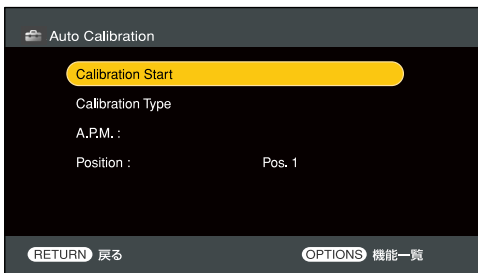 Auto Calibration
Calibration Start
Calibration Type
A.P.M. :
Position : Pos. 1
RETURN 戻る OPTIONS 機能一覧